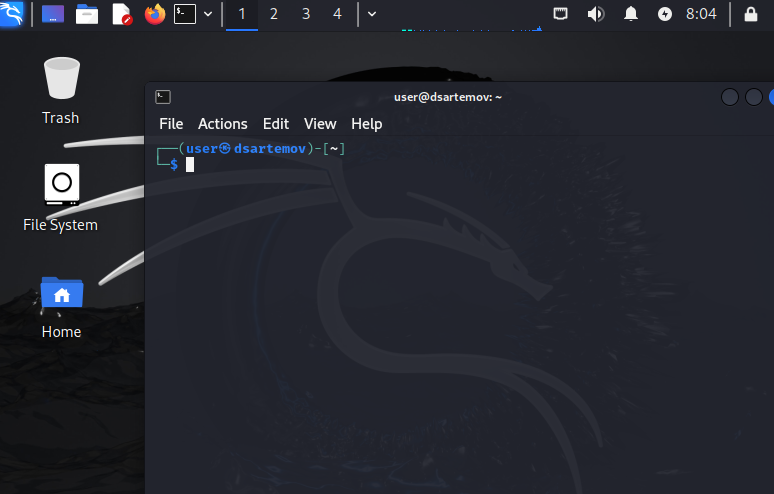 1 2 3 4 8:04
Trash
File System
Home
user@dsartemov: ~
File Actions Edit View Help
┌──(user㉿dsartemov)-[~]
└─$